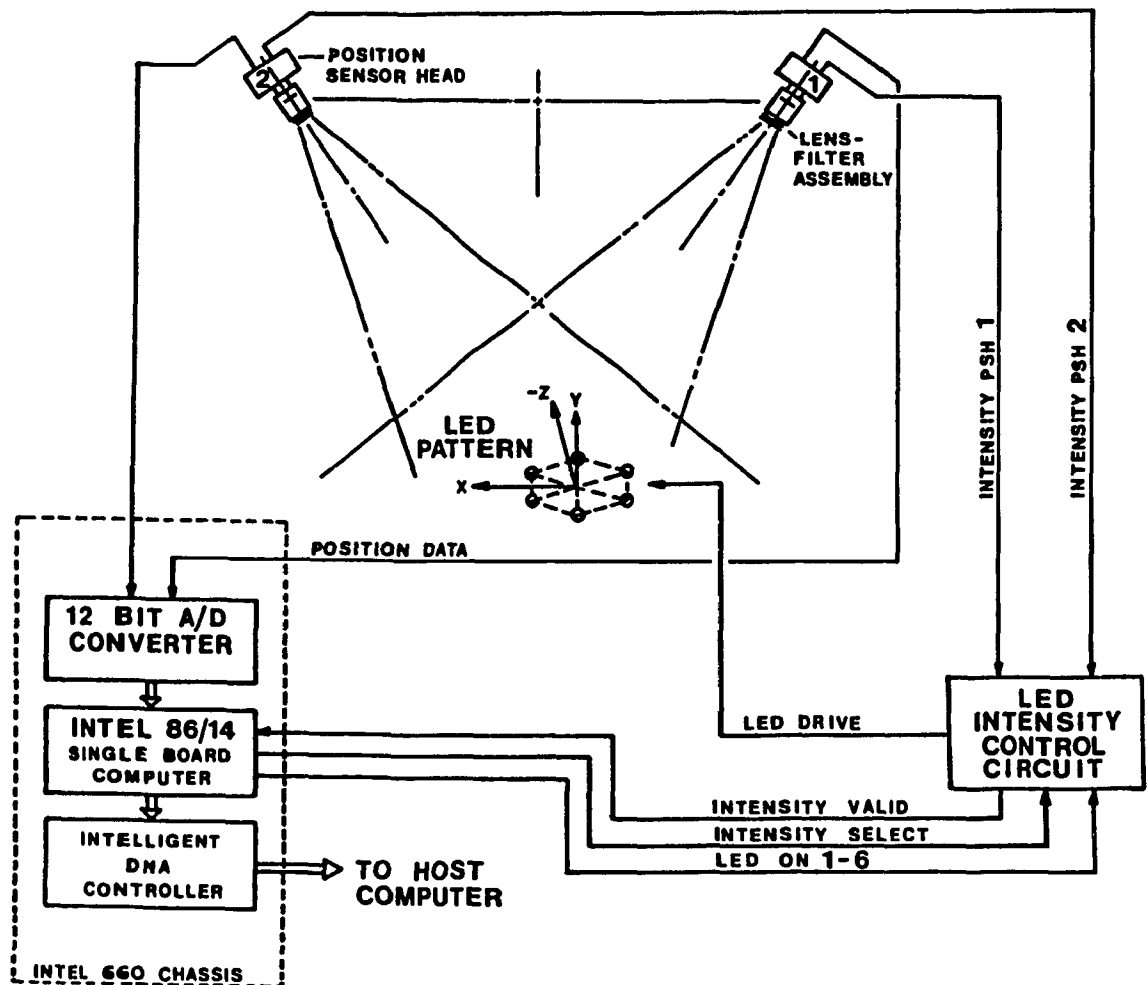 POSITION
SENSOR HEAD
2
1
LENS-
FILTER
ASSEMBLY
INTENSITY PSH 1
INTENSITY PSH 2
-Z
Y
X
LED
PATTERN
POSITION DATA
12 BIT A/D
CONVERTER
INTEL 86/14
SINGLE BOARD
COMPUTER
INTELLIGENT
DMA
CONTROLLER
TO HOST
COMPUTER
LED DRIVE
LED
INTENSITY
CONTROL
CIRCUIT
INTENSITY VALID
INTENSITY SELECT
LED ON 1-6
INTEL 660 CHASSIS